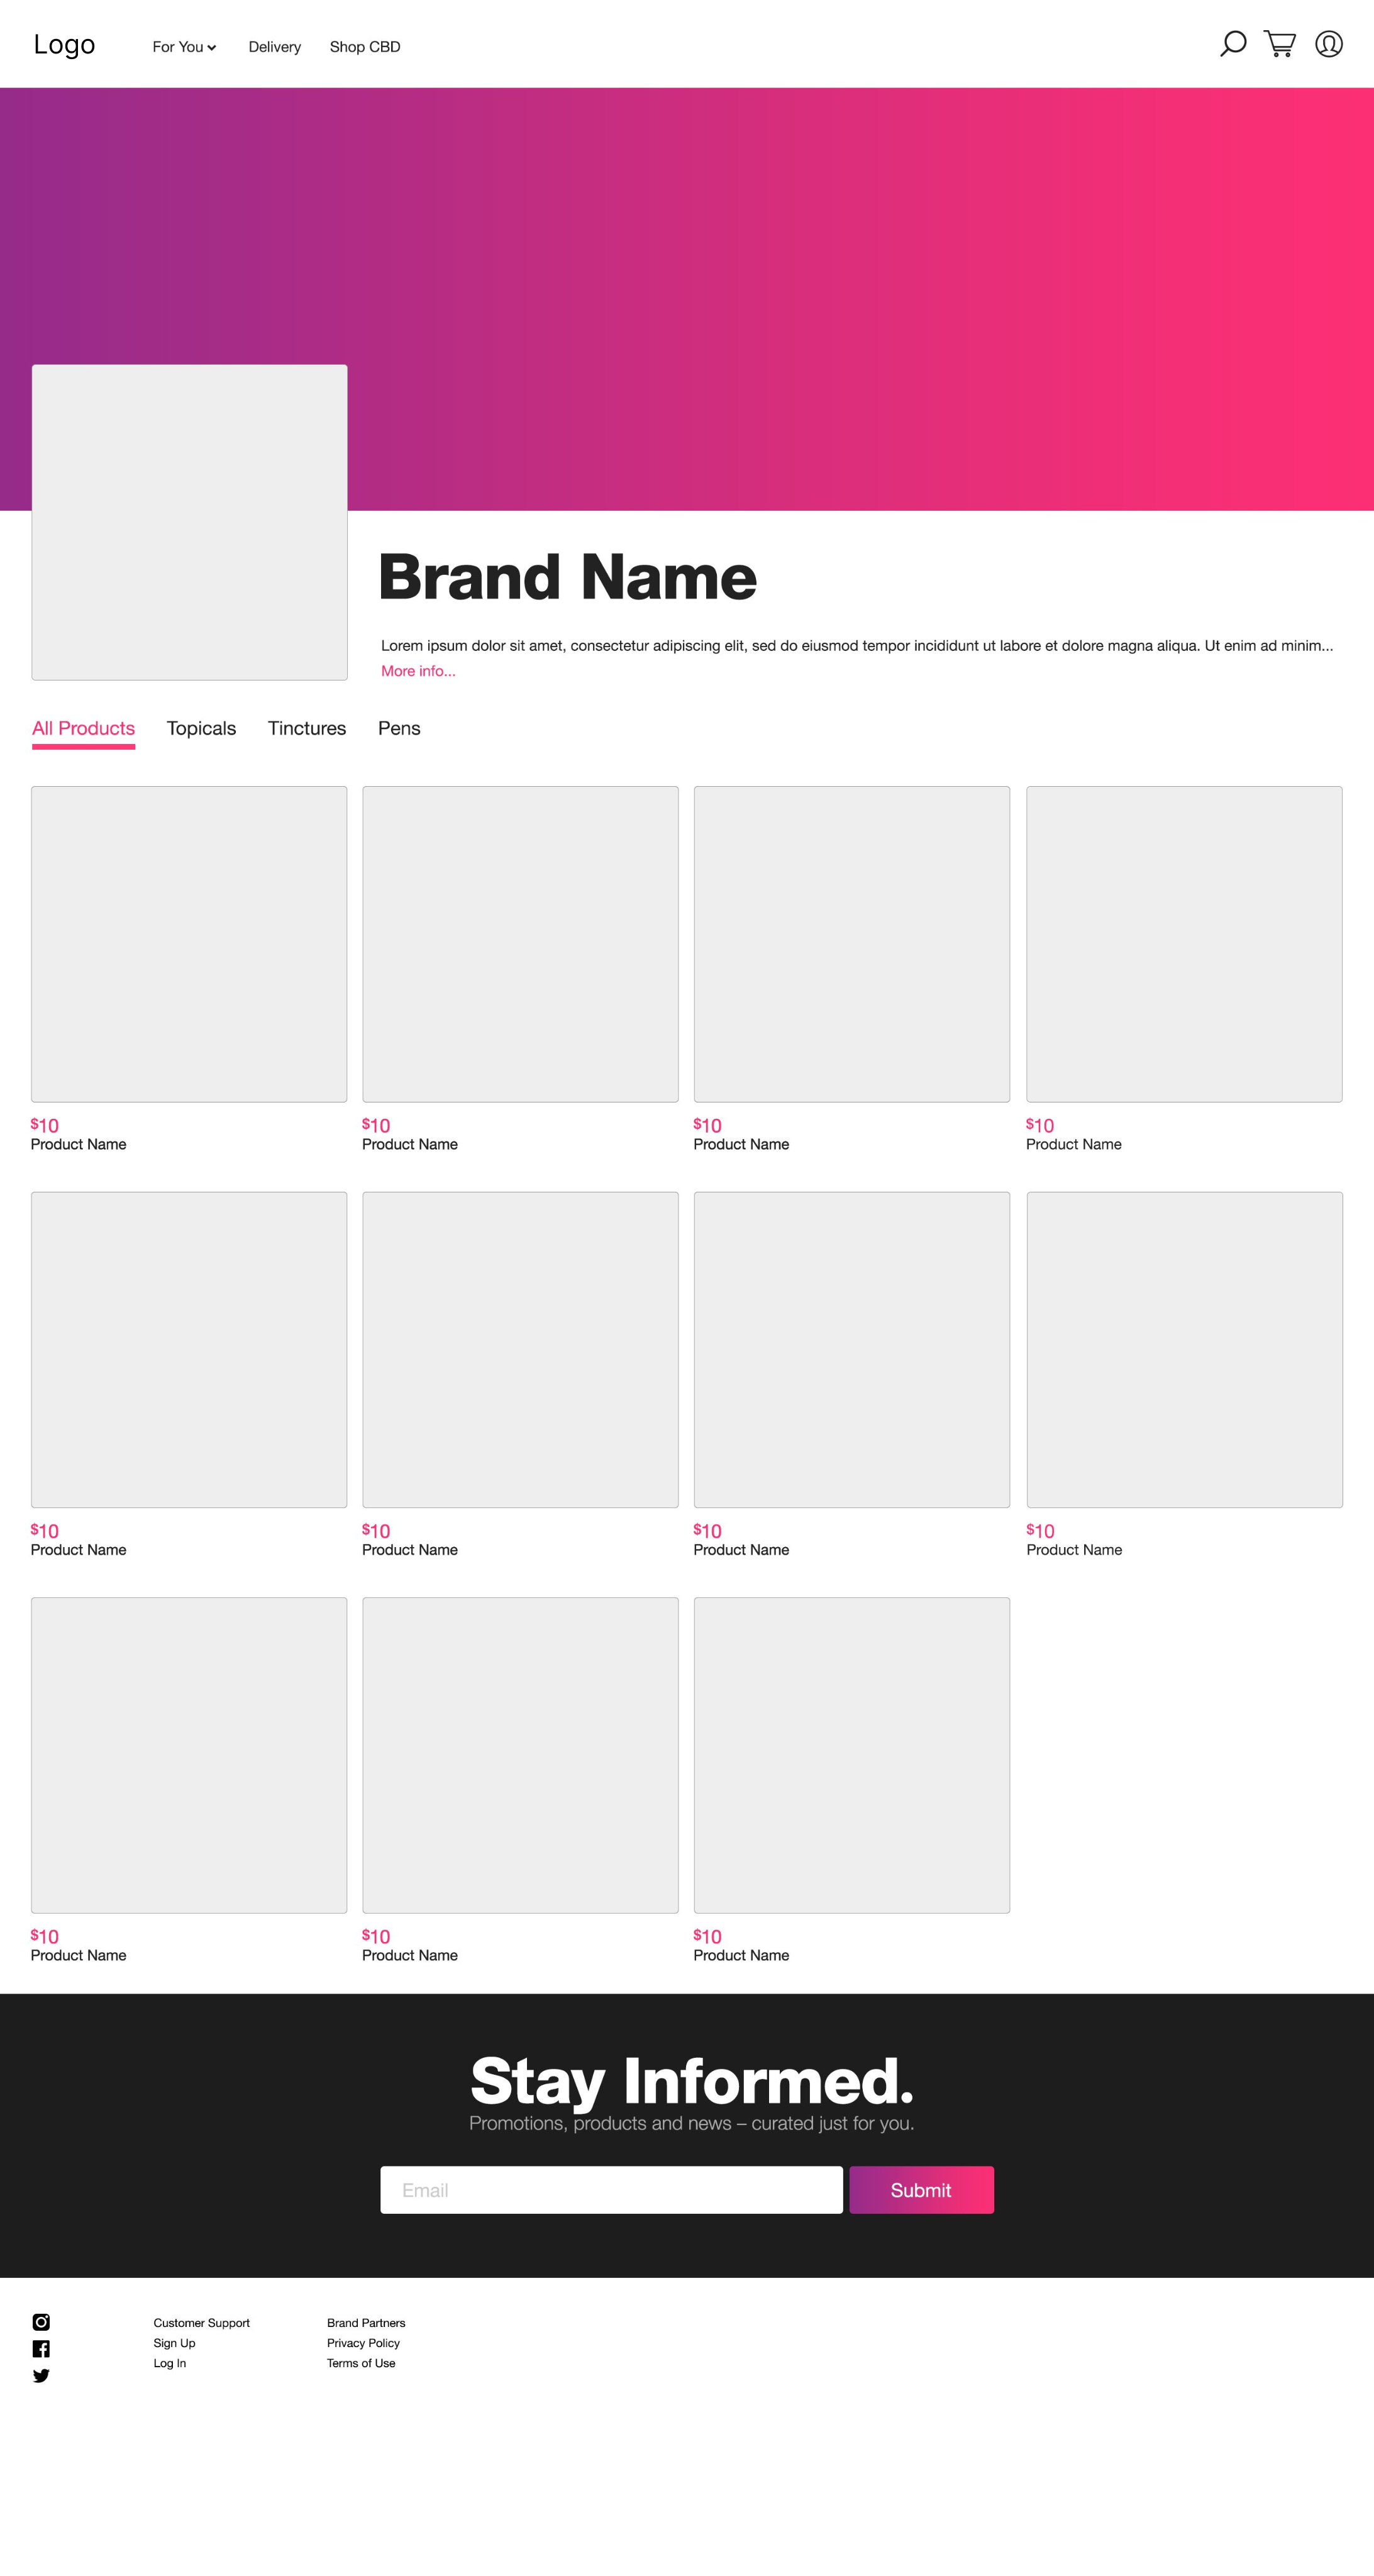 Logo
For You
Delivery
Shop CBD
Brand Name
Lorem ipsum dolor sit amet, consectetur adipiscing elit, sed do eiusmod tempor incididunt ut labore et dolore magna aliqua. Ut enim ad minim...
More info...
All Products
Topicals
Tinctures
Pens
$10
Product Name
$10
Product Name
$10
Product Name
$10
Product Name
$10
Product Name
$10
Product Name
$10
Product Name
$10
Product Name
$10
Product Name
$10
Product Name
$10
Product Name
Stay Informed.
Promotions, products and news – curated just for you.
Email
Submit
Customer Support
Sign Up
Log In
Brand Partners
Privacy Policy
Terms of Use